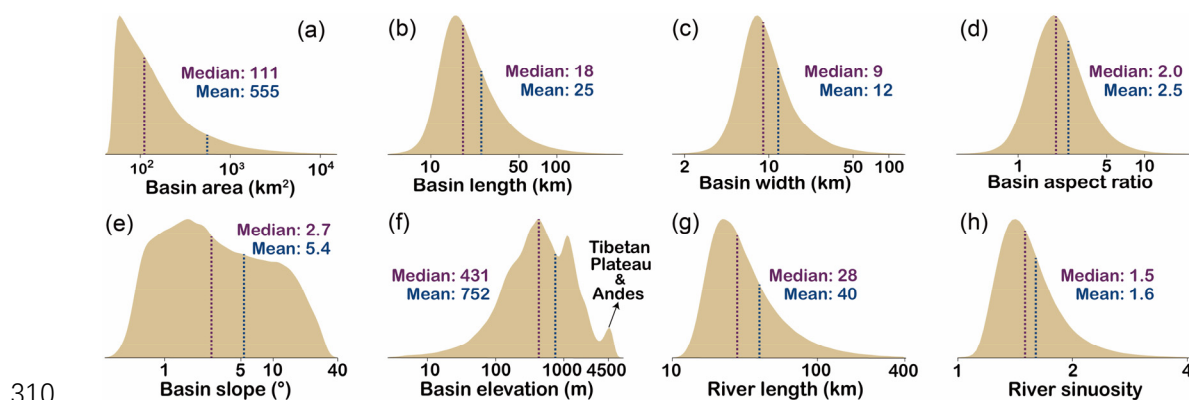 (a)
Median: 111
Mean: 555
10² 10³ 10⁴
Basin area (km²)
(b)
Median: 18
Mean: 25
10 50 100
Basin length (km)
(c)
Median: 9
Mean: 12
2 10 50 100
Basin width (km)
(d)
Median: 2.0
Mean: 2.5
1 5 10
Basin aspect ratio
(e)
Median: 2.7
Mean: 5.4
1 5 10 40
Basin slope (°)
(f)
Median: 431
Mean: 752
Tibetan
Plateau
&
Andes
10 100 1000 4500
Basin elevation (m)
(g)
Median: 28
Mean: 40
10 100 400
River length (km)
(h)
Median: 1.5
Mean: 1.6
1 2 4
River sinuosity
310